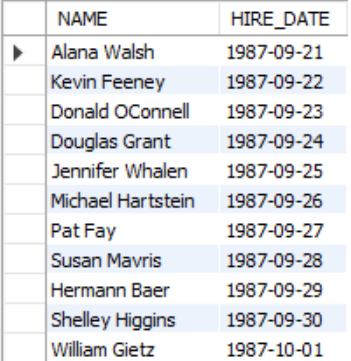 NAME HIRE_DATE
Alana Walsh 1987-09-21
Kevin Feeney 1987-09-22
Donald OConnell 1987-09-23
Douglas Grant 1987-09-24
Jennifer Whalen 1987-09-25
Michael Hartstein 1987-09-26
Pat Fay 1987-09-27
Susan Mavris 1987-09-28
Hermann Baer 1987-09-29
Shelley Higgins 1987-09-30
William Gietz 1987-10-01